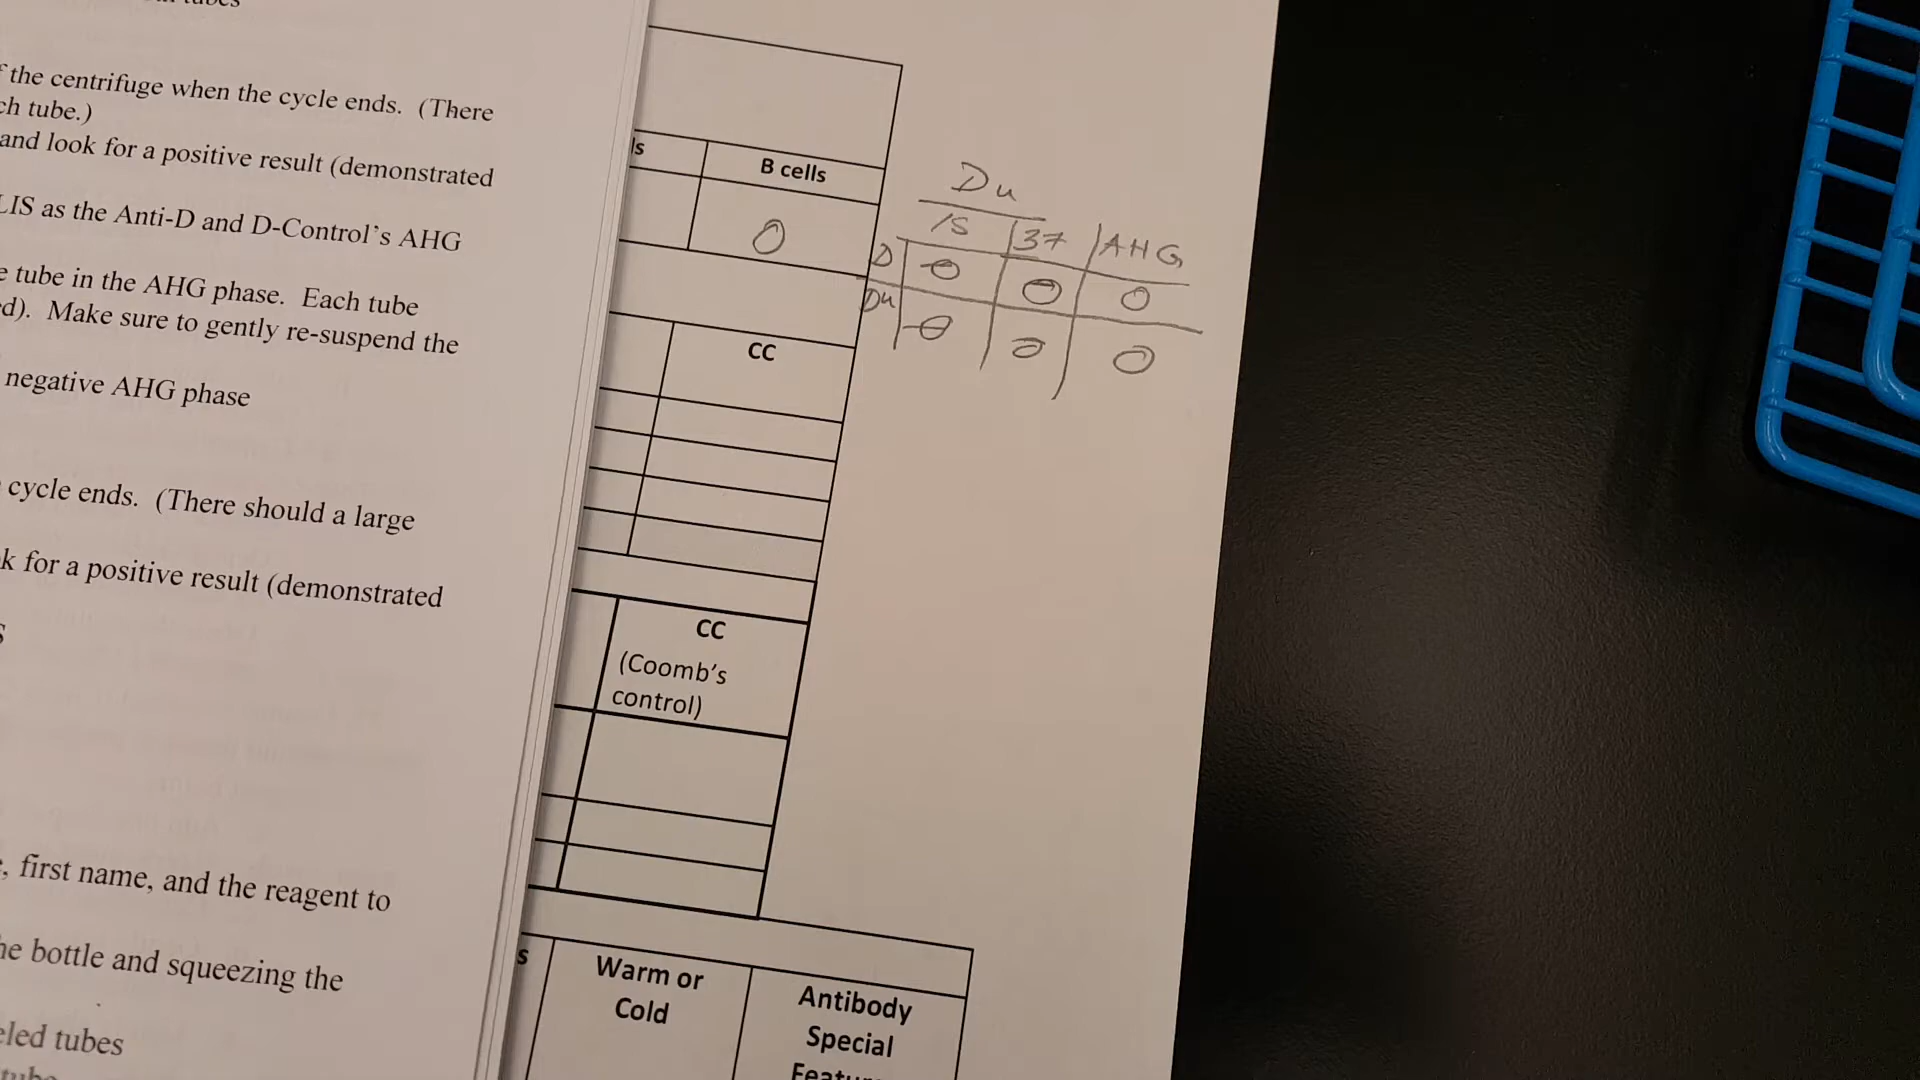 the centrifuge when the cycle ends. (There
ch tube.)
and look for a positive result (demonstrated
LIS as the Anti-D and D-Control's AHG
e tube in the AHG phase. Each tube
d). Make sure to gently re-suspend the
negative AHG phase
cycle ends. (There should a large
k for a positive result (demonstrated
s
, first name, and the reagent to
he bottle and squeezing the
eled tubes
ls
B cells
0
Du
IS 37 AHG
D 0 0 0
Du 0 0 0
CC
CC
(Coomb's
control)
s
Warm or
Cold
Antibody
Special